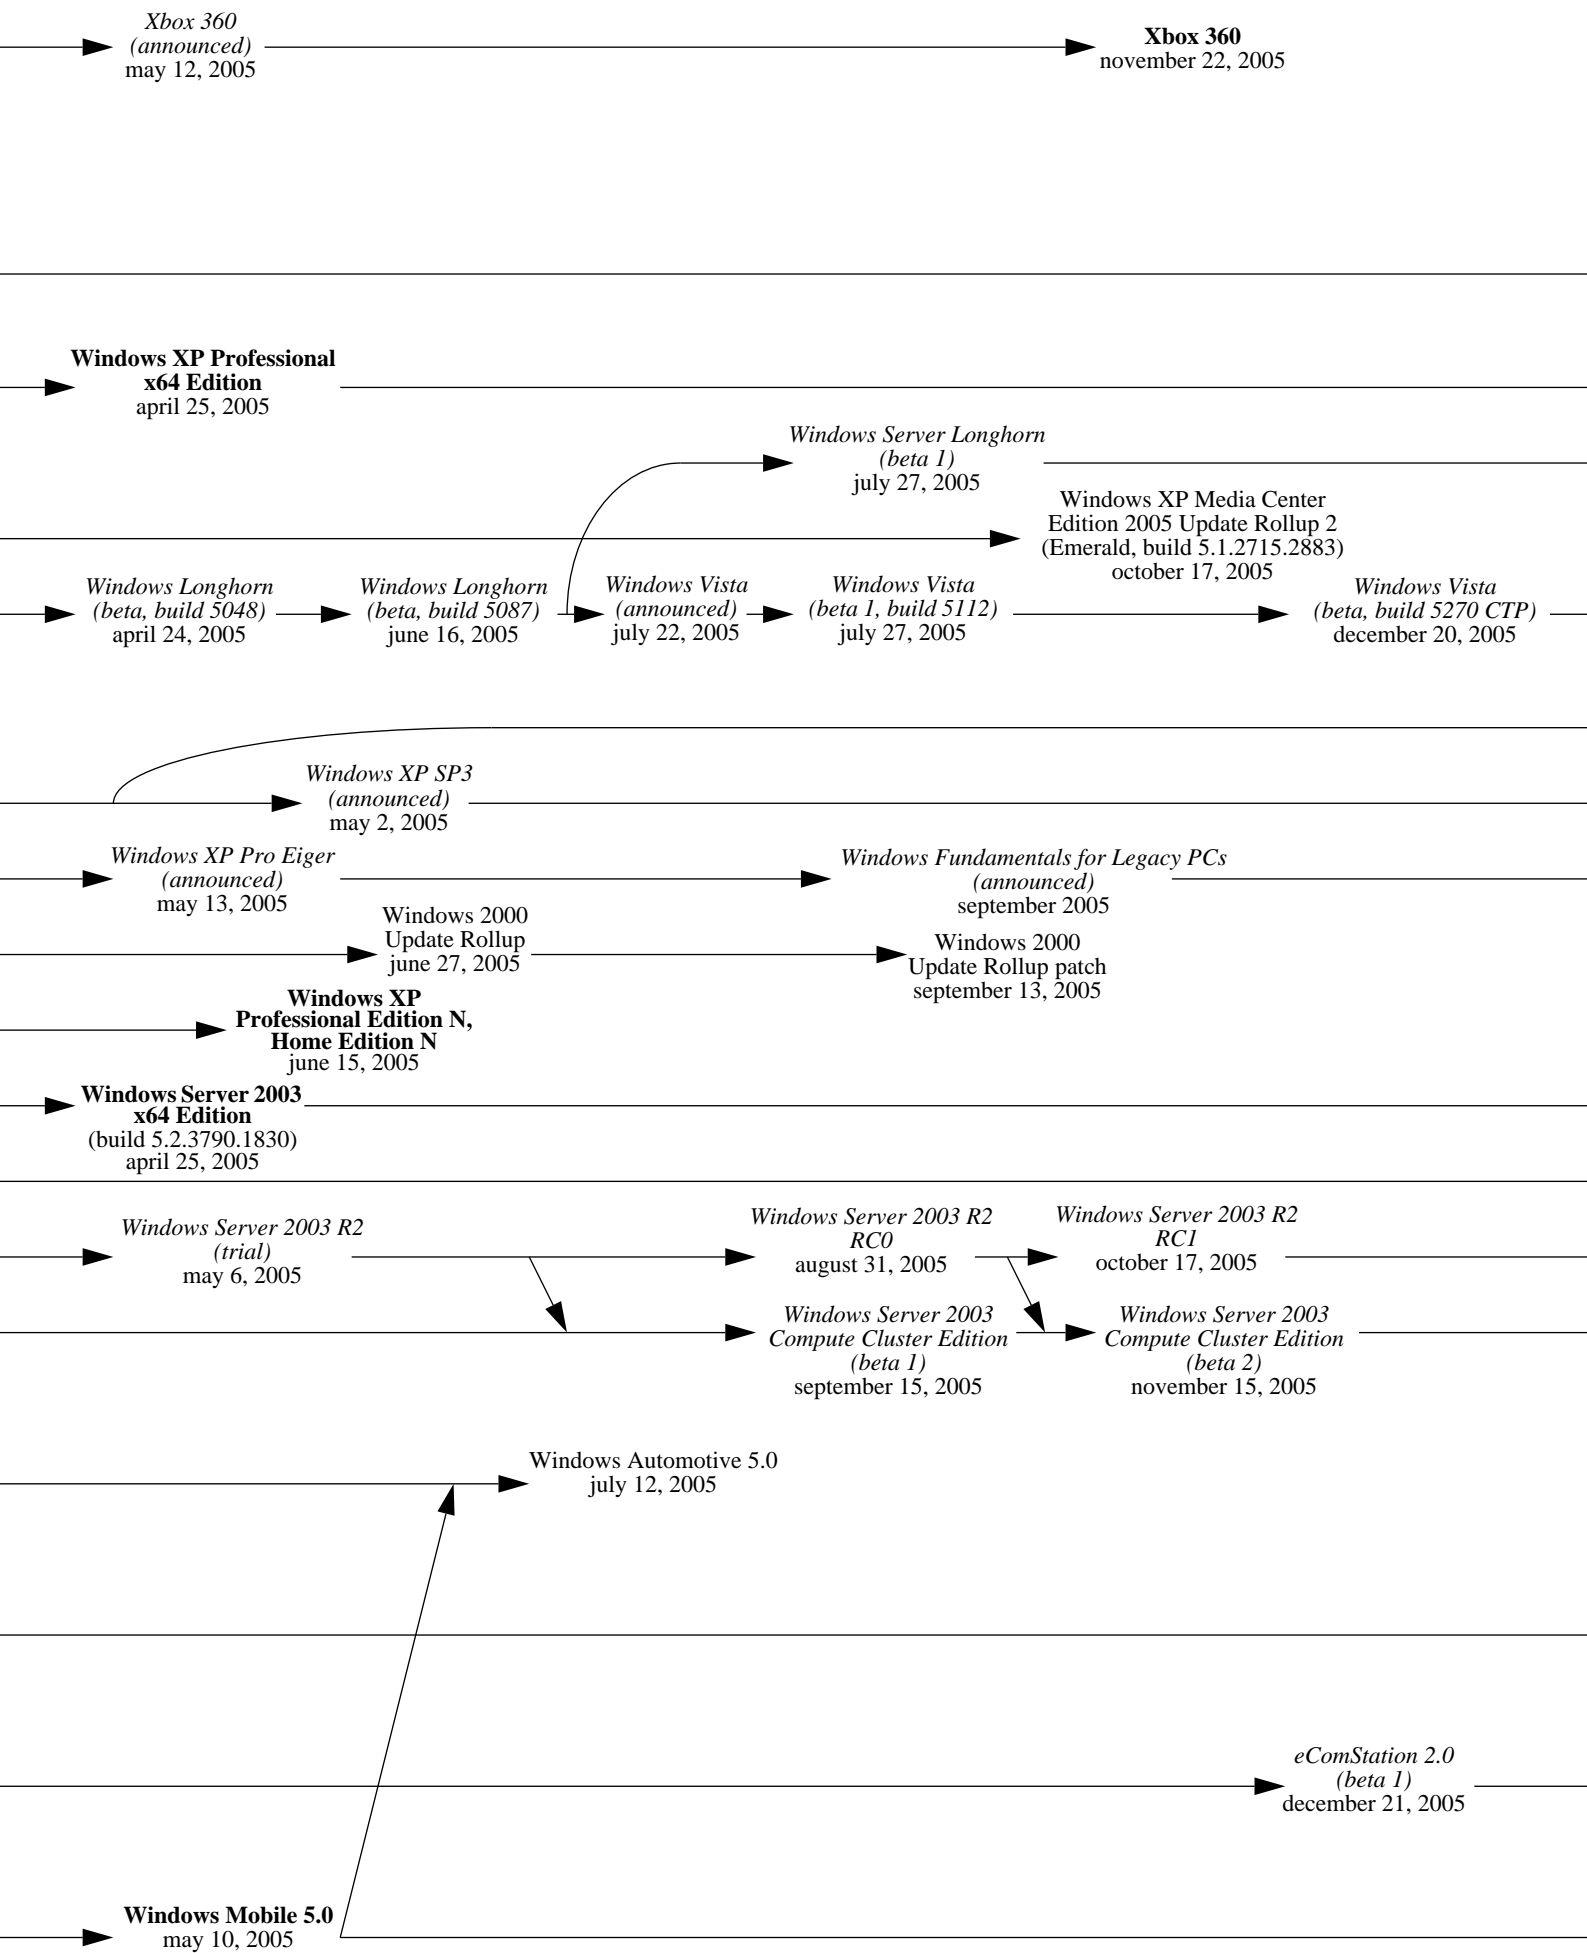 Xbox 360
(announced)
may 12, 2005
Xbox 360
november 22, 2005
Windows XP Professional
x64 Edition
april 25, 2005
Windows Server Longhorn
(beta 1)
july 27, 2005
Windows XP Media Center
Edition 2005 Update Rollup 2
(Emerald, build 5.1.2715.2883)
october 17, 2005
Windows Longhorn
(beta, build 5048)
april 24, 2005
Windows Longhorn
(beta, build 5087)
june 16, 2005
Windows Vista
(announced)
july 22, 2005
Windows Vista
(beta 1, build 5112)
july 27, 2005
Windows Vista
(beta, build 5270 CTP)
december 20, 2005
Windows XP SP3
(announced)
may 2, 2005
Windows XP Pro Eiger
(announced)
may 13, 2005
Windows Fundamentals for Legacy PCs
(announced)
september 2005
Windows 2000
Update Rollup
june 27, 2005
Windows 2000
Update Rollup patch
september 13, 2005
Windows XP
Professional Edition N,
Home Edition N
june 15, 2005
Windows Server 2003
x64 Edition
(build 5.2.3790.1830)
april 25, 2005
Windows Server 2003 R2
(trial)
may 6, 2005
Windows Server 2003 R2
RC0
august 31, 2005
Windows Server 2003 R2
RC1
october 17, 2005
Windows Server 2003
Compute Cluster Edition
(beta 1)
september 15, 2005
Windows Server 2003
Compute Cluster Edition
(beta 2)
november 15, 2005
Windows Automotive 5.0
july 12, 2005
eComStation 2.0
(beta 1)
december 21, 2005
Windows Mobile 5.0
may 10, 2005